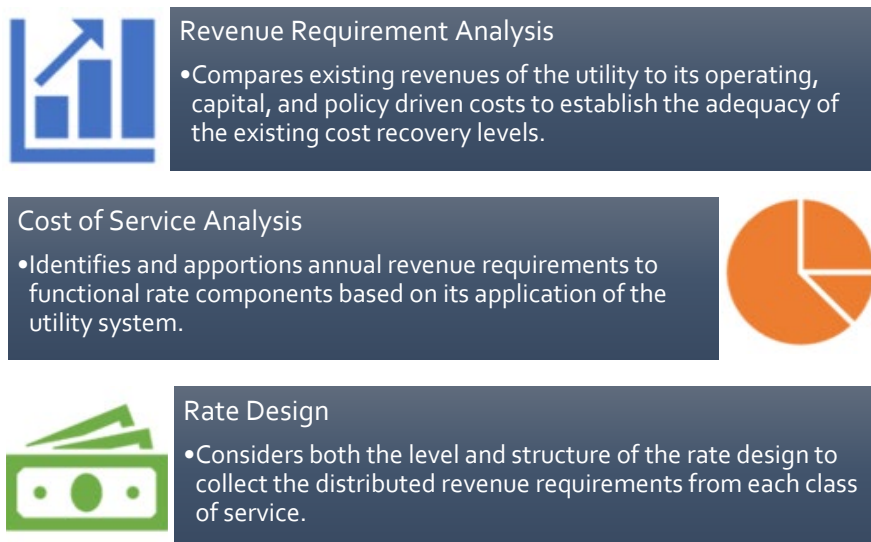 Revenue Requirement Analysis
•Compares existing revenues of the utility to its operating,
capital, and policy driven costs to establish the adequacy of
the existing cost recovery levels.
Cost of Service Analysis
•Identifies and apportions annual revenue requirements to
functional rate components based on its application of the
utility system.
Rate Design
•Considers both the level and structure of the rate design to
collect the distributed revenue requirements from each class
of service.